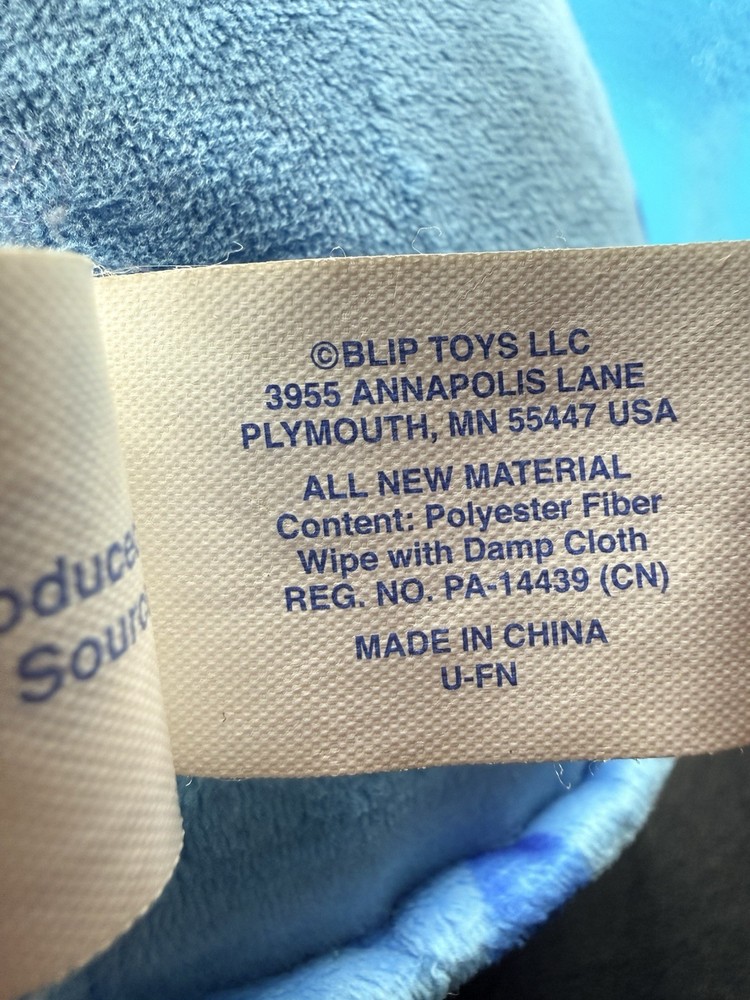 ©BLIP TOYS LLC
3955 ANNAPOLIS LANE
PLYMOUTH, MN 55447 USA
ALL NEW MATERIAL
Content: Polyester Fiber
Wipe with Damp Cloth
REG. NO. PA-14439 (CN)
MADE IN CHINA
U-FN